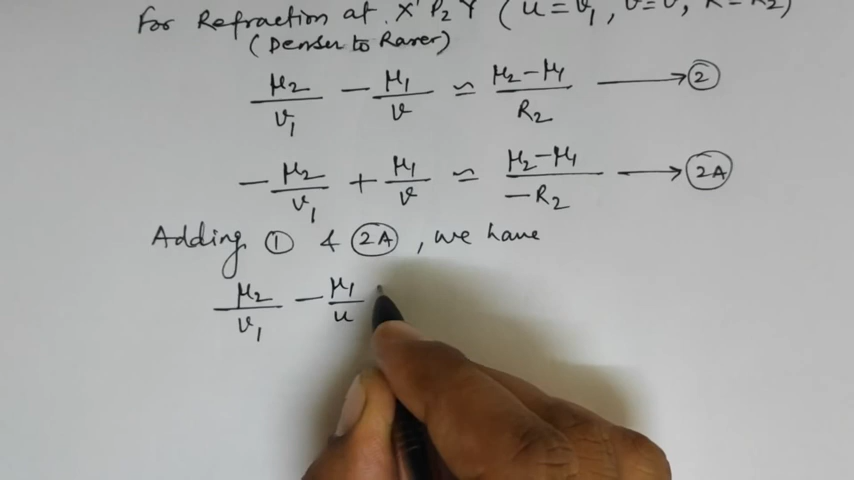 For Refraction at X' P₂ Y ( u = v₁ , v = v, R = R₂ )
( Denser to Rarer )
μ₂/v₁ − μ₁/v ≃ μ₂−μ₁/R₂ ⟶ ②
− μ₂/v₁ + μ₁/v ≃ μ₂−μ₁/−R₂ ⟶ (2A)
Adding ① & (2A) , we have
μ₂/v₁ − μ₁/u